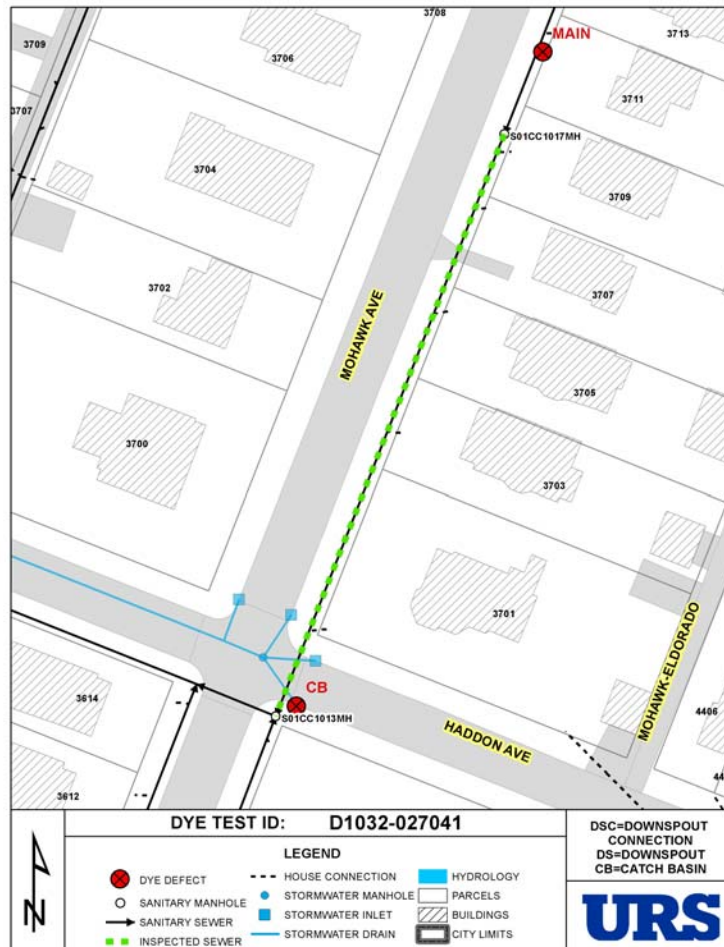 3708
MAIN
3713
3709
3706
3711
3707
S01CC1017MH
3704
3709
3702
3707
MOHAWK AVE
3705
3700
3703
3701
MOHAWK-ELDORADO
CB
3614
S01CC1013MH
4406
HADDON AVE
44
3612
DYE TEST ID: D1032-027041
LEGEND
DYE DEFECT
SANITARY MANHOLE
SANITARY SEWER
INSPECTED SEWER
HOUSE CONNECTION
STORMWATER MANHOLE
STORMWATER INLET
STORMWATER DRAIN
HYDROLOGY
PARCELS
BUILDINGS
CITY LIMITS
DSC=DOWNSPOUT
CONNECTION
DS=DOWNSPOUT
CB=CATCH BASIN
N
URS